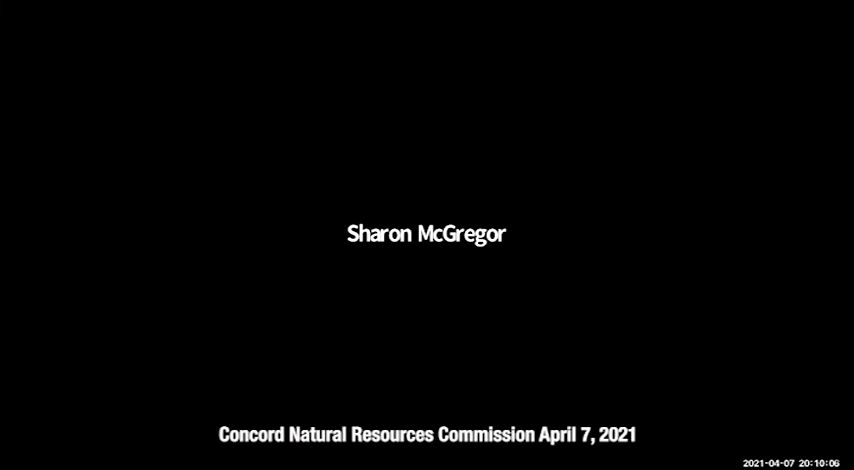 Sharon McGregor
Concord Natural Resources Commission April 7, 2021
2021-04-07 20:10:06